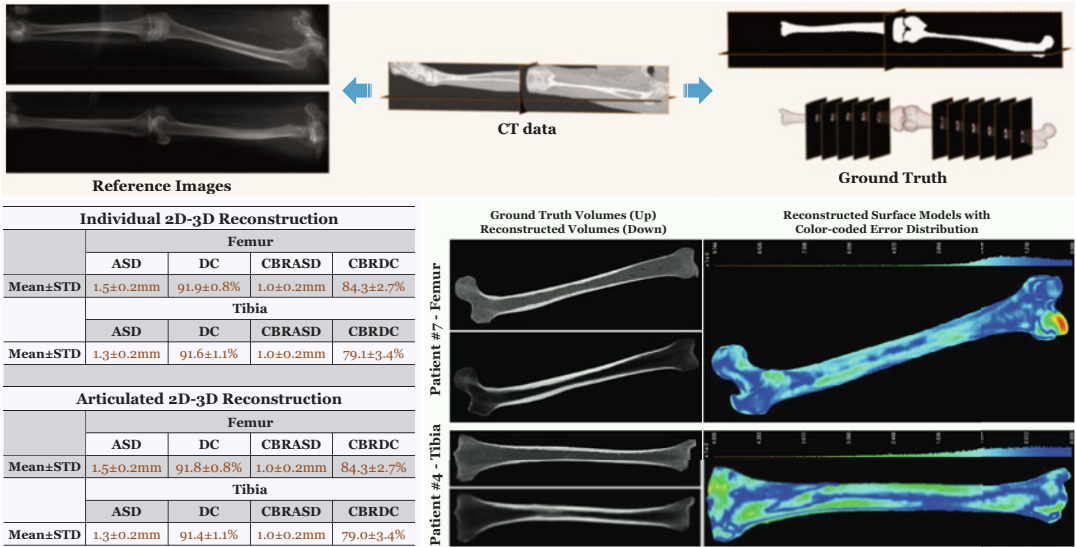 CT data
Reference Images
Ground Truth
Individual 2D-3D Reconstruction
Femur
ASD DC CBRASD CBRDC
Mean±STD 1.5±0.2mm 91.9±0.8% 1.0±0.2mm 84.3±2.7%
Tibia
ASD DC CBRASD CBRDC
Mean±STD 1.3±0.2mm 91.6±1.1% 1.0±0.2mm 79.1±3.4%
Articulated 2D-3D Reconstruction
Femur
ASD DC CBRASD CBRDC
Mean±STD 1.5±0.2mm 91.8±0.8% 1.0±0.2mm 84.3±2.7%
Tibia
ASD DC CBRASD CBRDC
Mean±STD 1.3±0.2mm 91.4±1.1% 1.0±0.2mm 79.0±3.4%
Ground Truth Volumes (Up)
Reconstructed Volumes (Down)
Reconstructed Surface Models with
Color-coded Error Distribution
Patient #7 - Femur
Patient #4 - Tibia